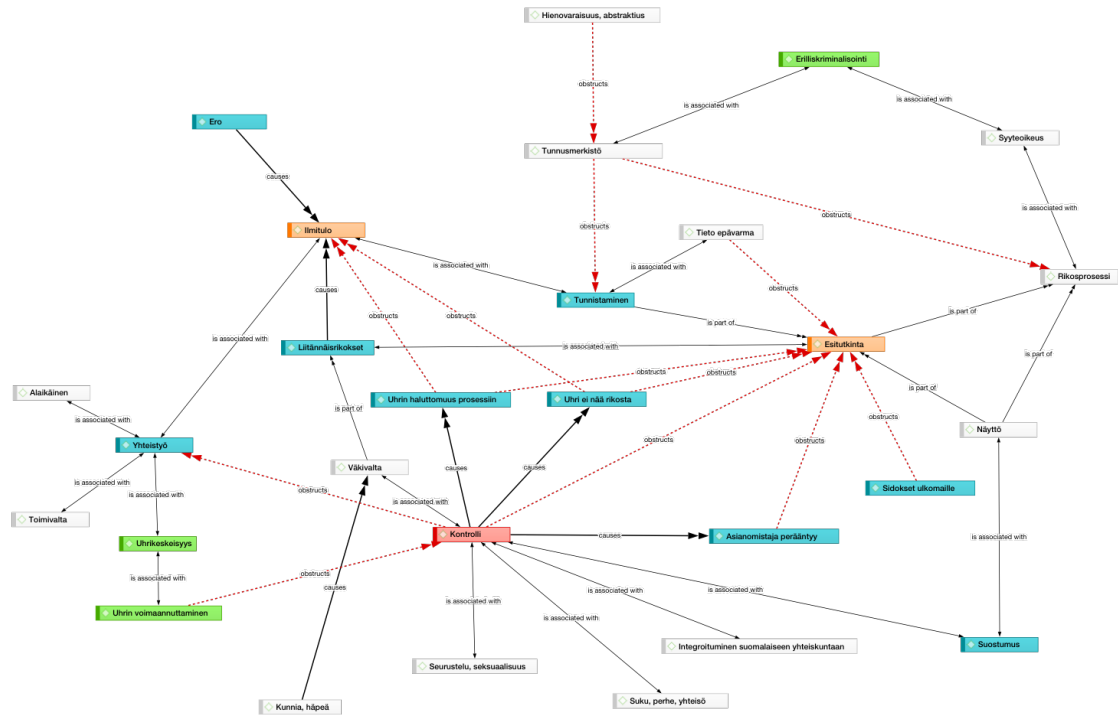 Hienovaraisuus, abstraktius
Erilliskriminalisointi
obstructs
is associated with
is associated with
Ero
Syyteoikeus
Tunnusmerkistö
causes
is associated with
obstructs
obstructs
Ilmitulo
Tieto epävarma
is associated with
is associated with
Rikosprosessi
causes
Tunnistaminen
obstructs
obstructs
obstructs
is part of
is part of
is associated with
Liitännäisrikokset
is associated with
Esitutkinta
is part of
obstructs
obstructs
Alaikäinen
is part of
Uhrin haluttomuus prosessiin
Uhri ei nää rikosta
is part of
is associated with
obstructs
Näyttö
Yhteistyö
obstructs
obstructs
Väkivalta
causes
causes
is associated with
is associated with
obstructs
Sidokset ulkomaille
is associated with
Toimivalta
Uhrikeskeisyys
Kontrolli
causes
Asianomistaja perääntyy
is associated with
is associated with
obstructs
causes
is associated with
Uhrin voimaannuttaminen
is associated with
is associated with
is associated with
Integroituminen suomalaiseen yhteiskuntaan
Suostumus
Seurustelu, seksuaalisuus
Suku, perhe, yhteisö
Kunnia, häpeä